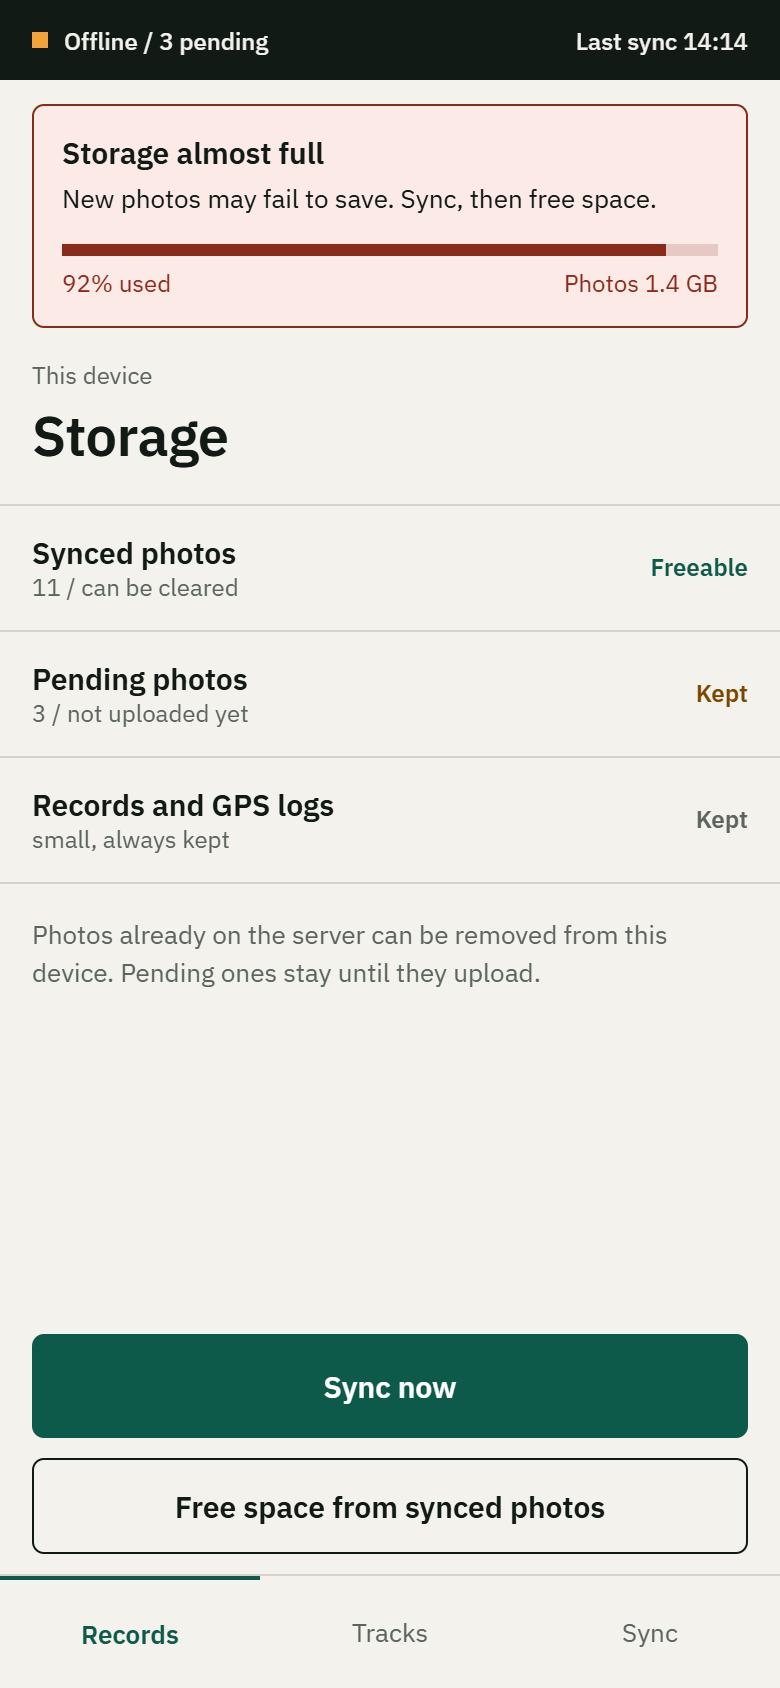 Offline / 3 pending
Last sync 14:14
Storage almost full
New photos may fail to save. Sync, then free space.
92% used
Photos 1.4 GB
This device
Storage
Synced photos
11 / can be cleared
Freeable
Pending photos
3 / not uploaded yet
Kept
Records and GPS logs
small, always kept
Kept
Photos already on the server can be removed from this
device. Pending ones stay until they upload.
Sync now
Free space from synced photos
Records
Tracks
Sync